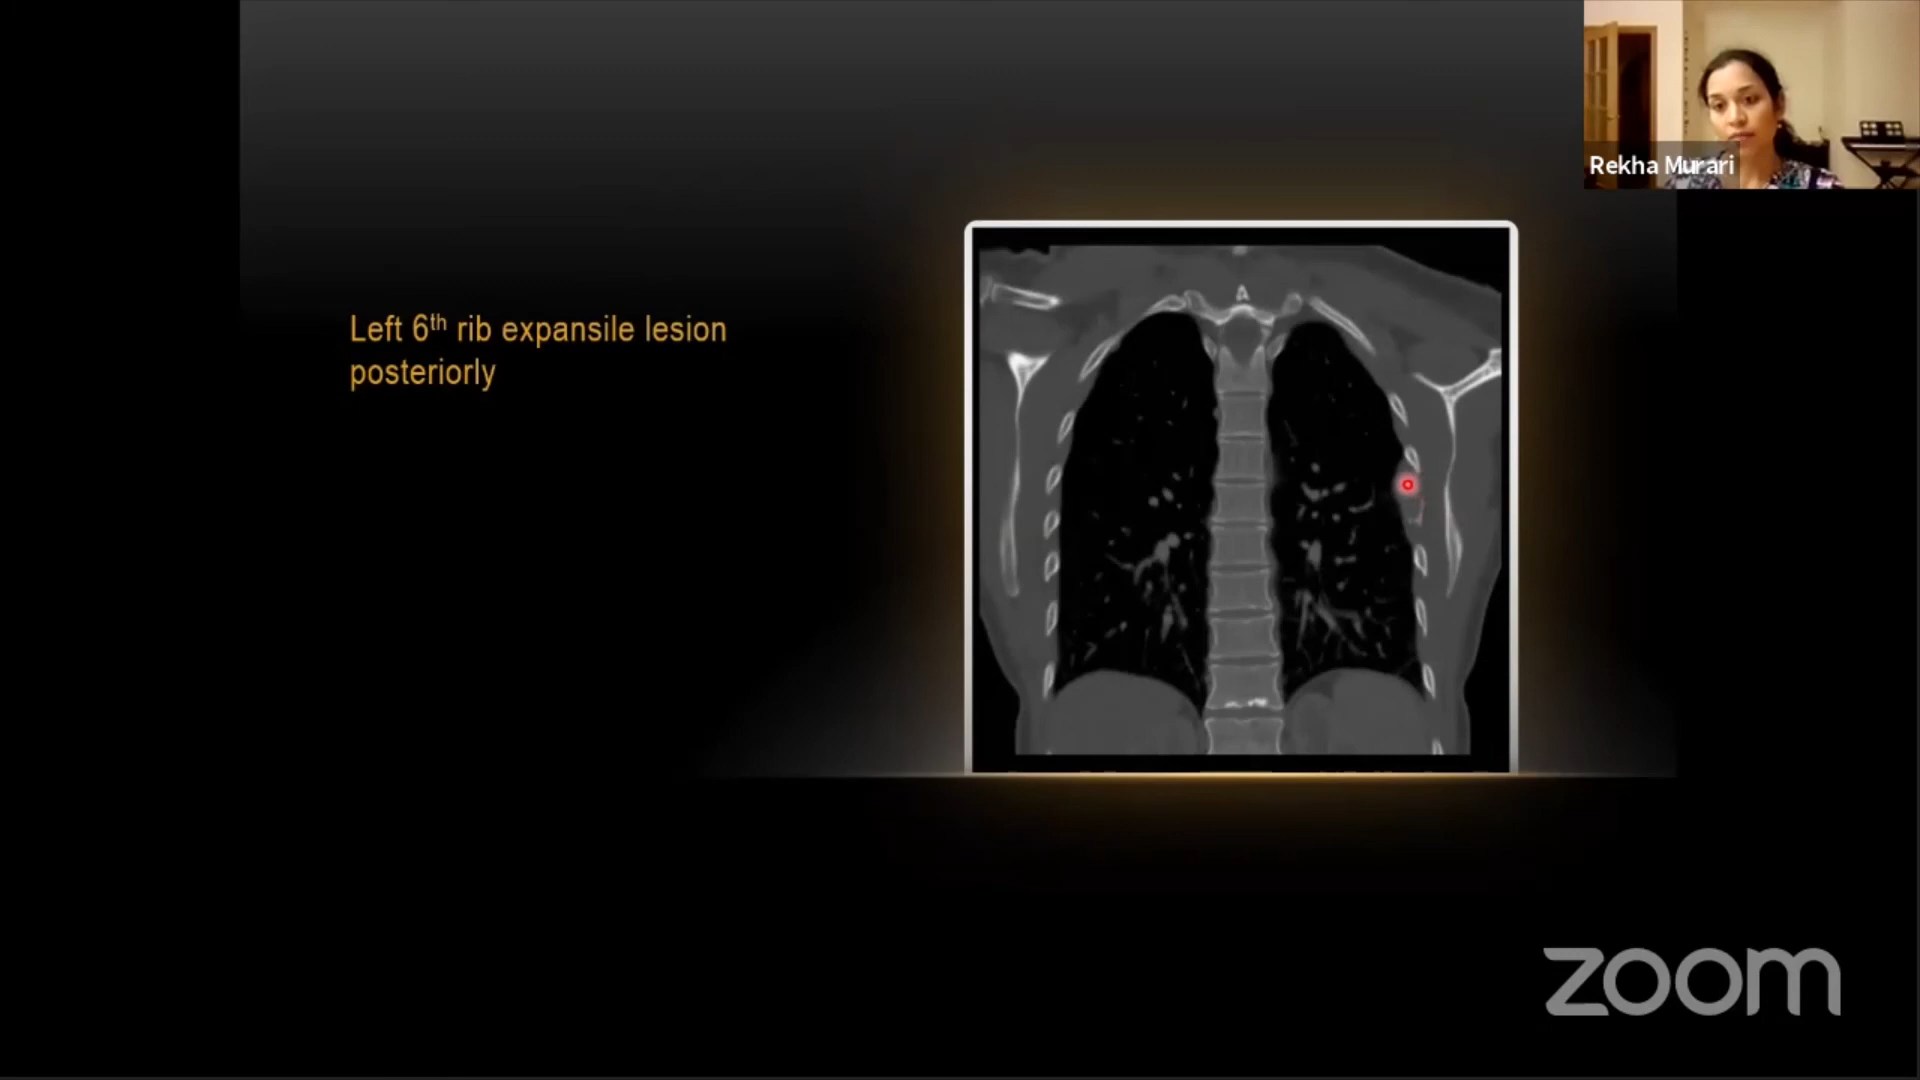 Rekha Murari
Left 6th rib expansile lesion
posteriorly
A
zoom